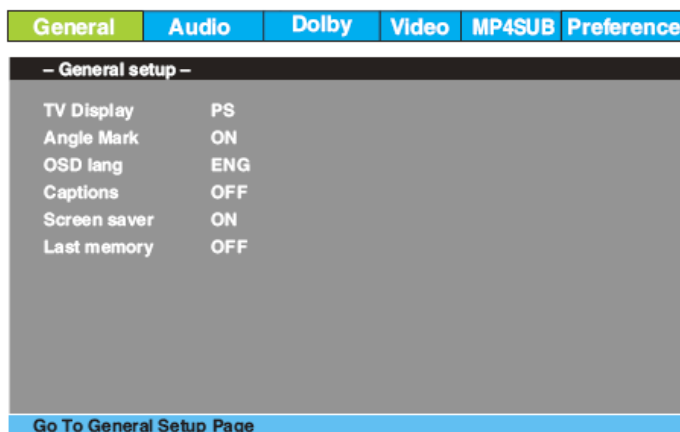 General Audio Dolby Video MP4SUB Preference
– General setup –
TV Display PS
Angle Mark ON
OSD lang ENG
Captions OFF
Screen saver ON
Last memory OFF
Go To General Setup Page